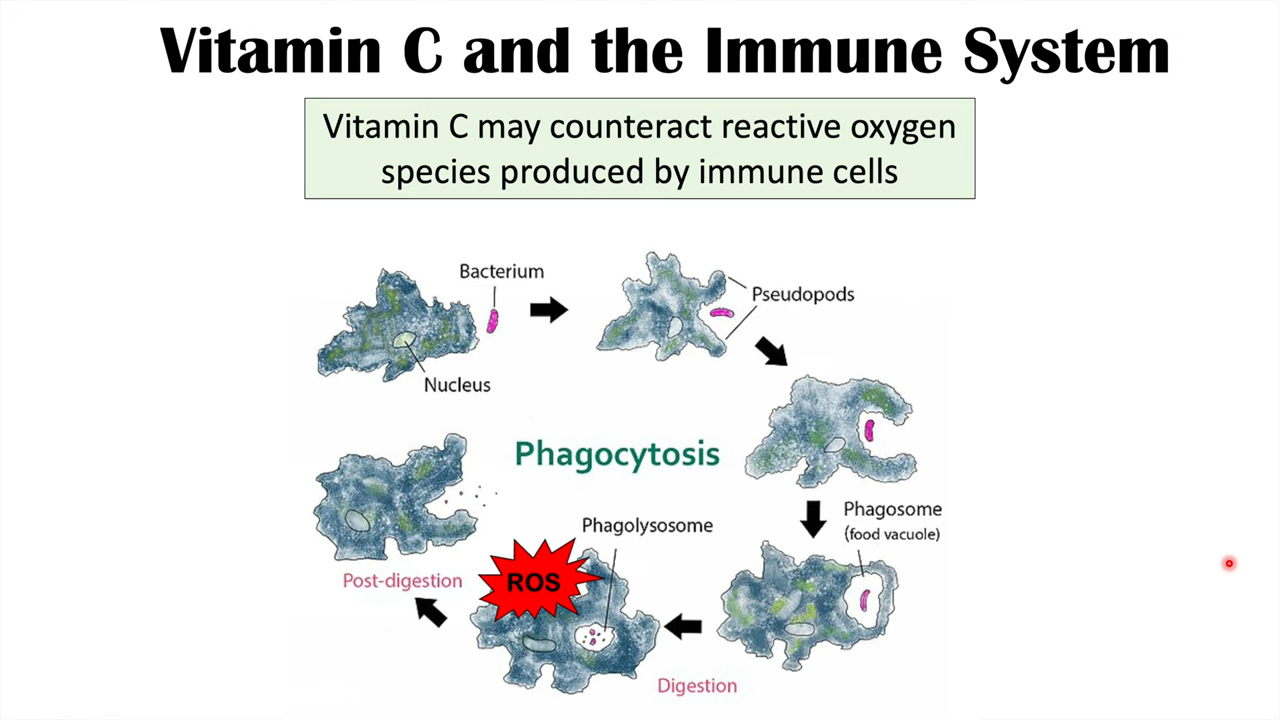 Vitamin C and the Immune System
Vitamin C may counteract reactive oxygen
species produced by immune cells
Bacterium
Pseudopods
Nucleus
Phagocytosis
Phagosome
(food vacuole)
Phagolysosome
ROS
Post-digestion
Digestion